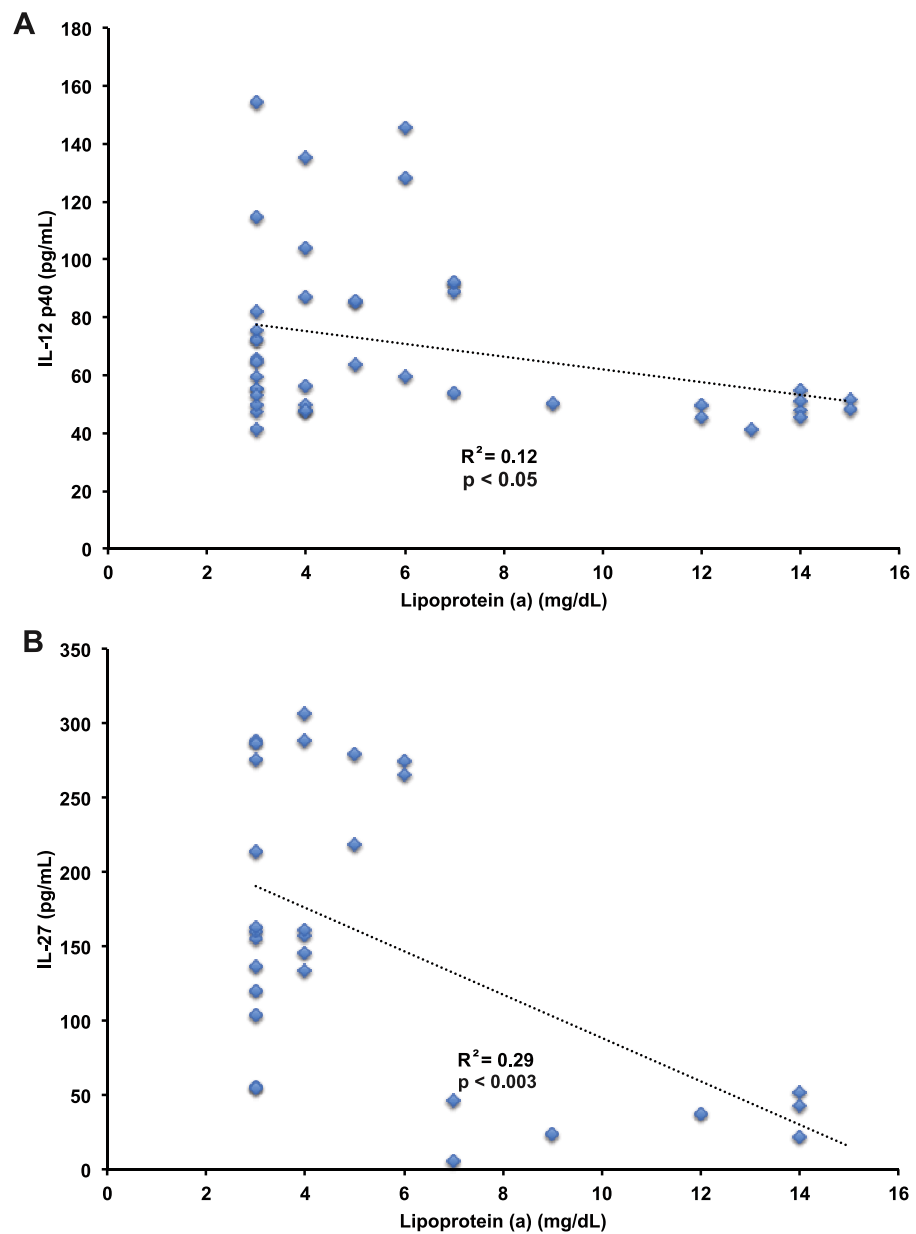 A
180
160
140
120
100
80
60
40
20
0
IL-12 p40 (pg/mL)
R²= 0.12
p < 0.05
0 2 4 6 8 10 12 14 16
Lipoprotein (a) (mg/dL)
B
350
300
250
200
150
100
50
0
IL-27 (pg/mL)
R²= 0.29
p < 0.003
0 2 4 6 8 10 12 14 16
Lipoprotein (a) (mg/dL)